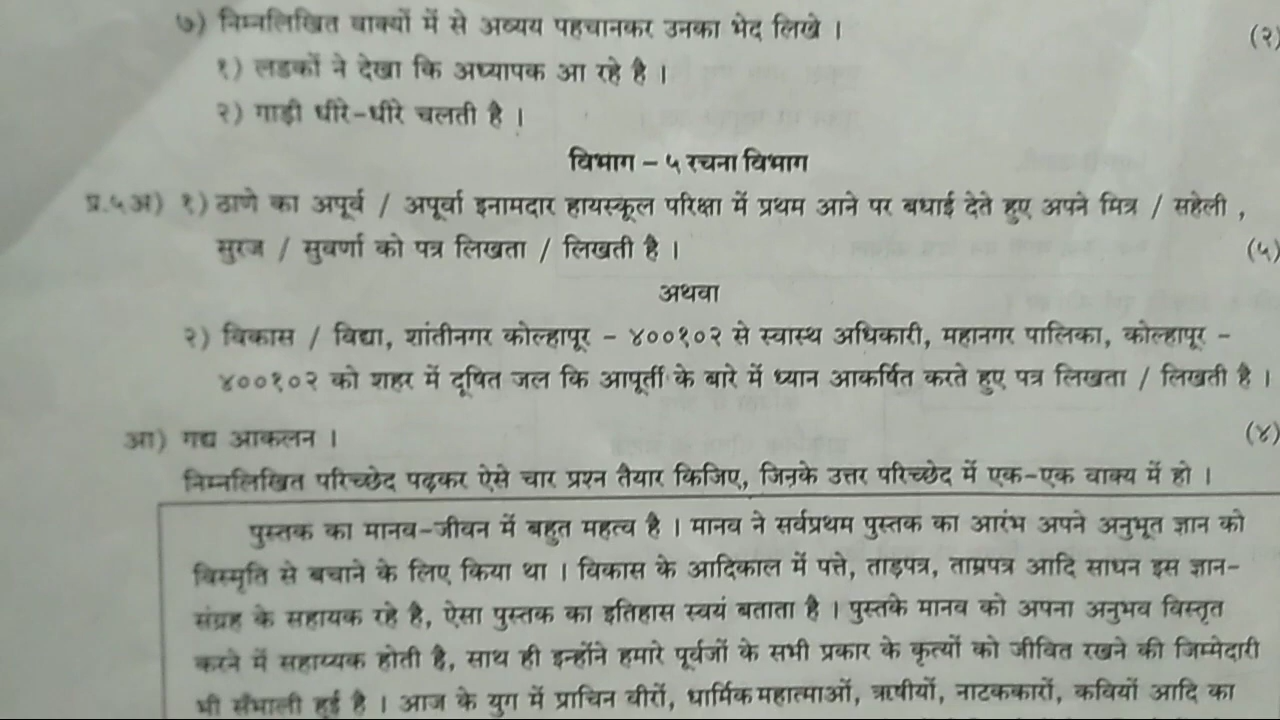 ७) निम्नलिखित वाक्यों में से अव्यय पहचानकर उनका भेद लिखे । (२)
१) लडकों ने देखा कि अध्यापक आ रहे है ।
२) गाड़ी धीरे-धीरे चलती है ।
विभाग - ५ रचना विभाग
प्र.५अ) १) ठाणे का अपूर्व / अपूर्वा इनामदार हायस्कूल परिक्षा में प्रथम आने पर बधाई देते हुए अपने मित्र / सहेली ,
सुरज / सुवर्णा को पत्र लिखता / लिखती है । (५)
अथवा
२) विकास / विद्या, शांतीनगर कोल्हापूर - ४००१०२ से स्वास्थ अधिकारी, महानगर पालिका, कोल्हापूर -
४००१०२ को शहर में दूषित जल कि आपूर्ती के बारे में ध्यान आकर्षित करते हुए पत्र लिखता / लिखती है ।
आ) गद्य आकलन । (४)
निम्नलिखित परिच्छेद पढ़कर ऐसे चार प्रश्न तैयार किजिए, जिनके उत्तर परिच्छेद में एक-एक वाक्य में हो ।
पुस्तक का मानव-जीवन में बहुत महत्व है । मानव ने सर्वप्रथम पुस्तक का आरंभ अपने अनुभूत ज्ञान को
विस्मृति से बचाने के लिए किया था । विकास के आदिकाल में पत्ते, ताड़पत्र, ताम्रपत्र आदि साधन इस ज्ञान-
संग्रह के सहायक रहे है, ऐसा पुस्तक का इतिहास स्वयं बताता है । पुस्तके मानव को अपना अनुभव विस्तृत
करने में सहाय्यक होती है, साथ ही इन्होंने हमारे पूर्वजों के सभी प्रकार के कृत्यों को जीवित रखने की जिम्मेदारी
भी सँभाली हुई है । आज के युग में प्राचिन वीरों, धार्मिक महात्माओं, ऋषीयों, नाटककारों, कवियों आदि का